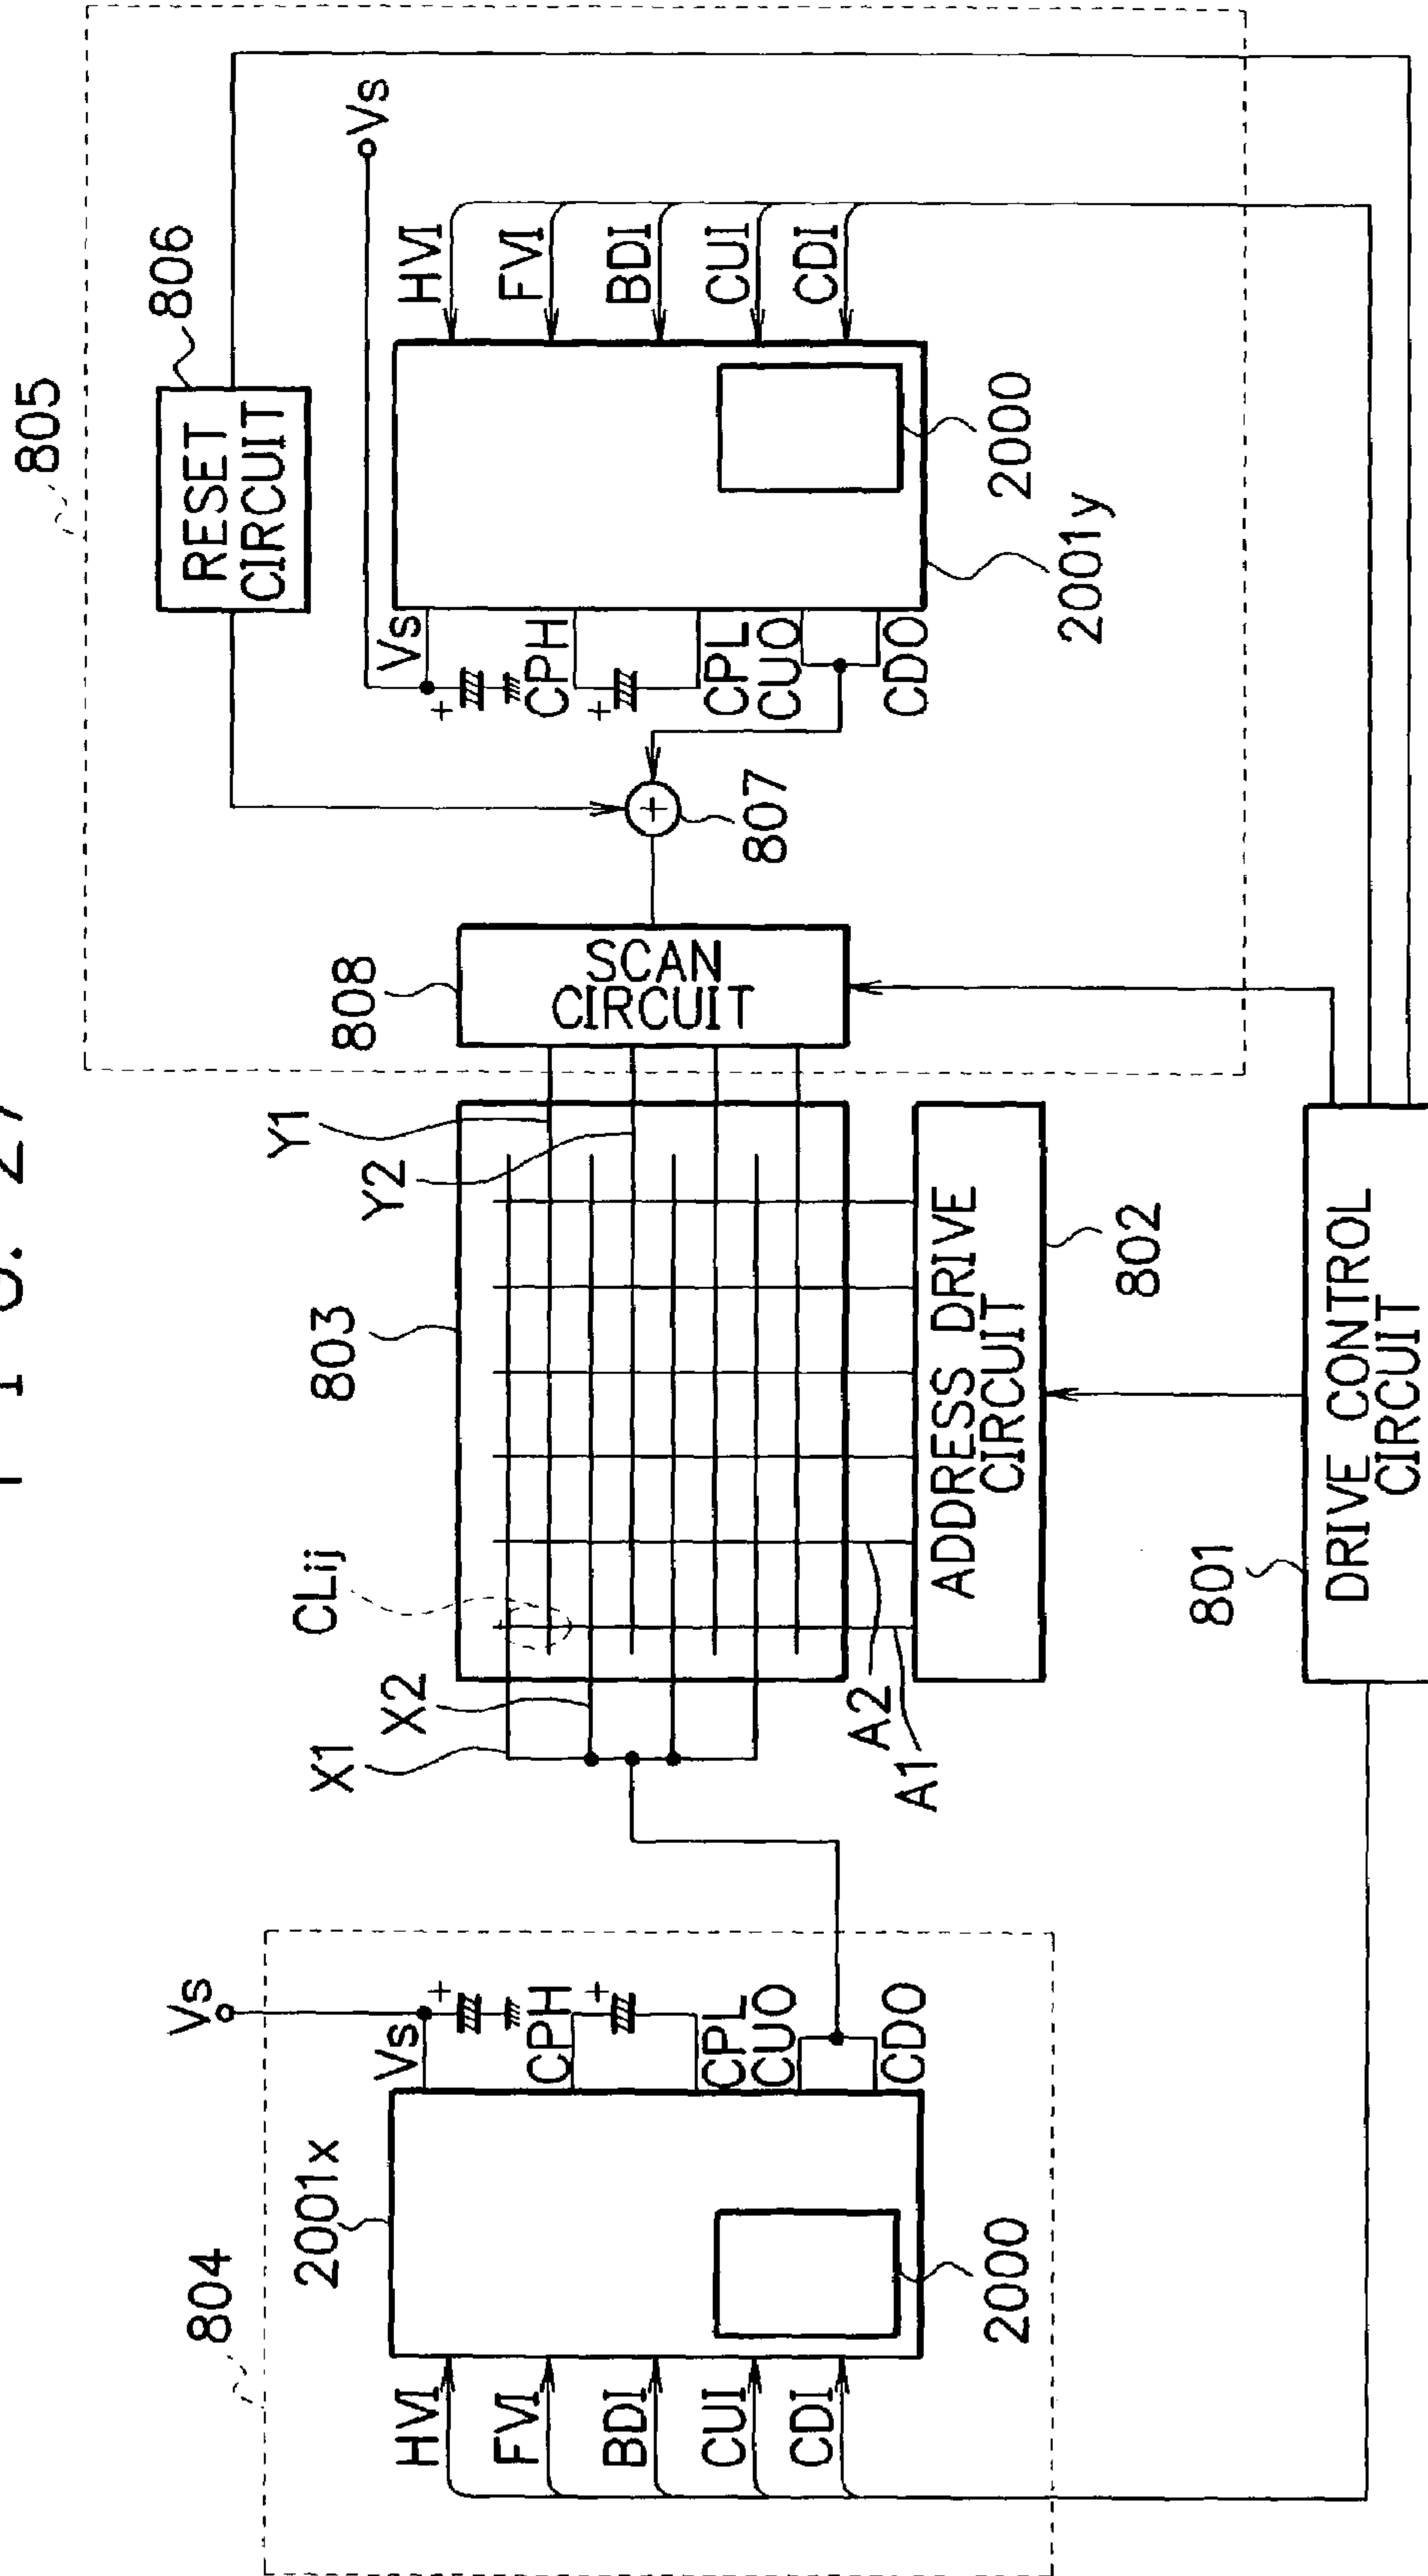 FIG. 27
804
2001x
Vs
Vs
HVI
FVI
BDI
CUI
CDI
CPH
CPL
CUO
CDO
+
+
2000
X1
X2
CLij
803
Y1
Y2
A2
A1
ADDRESS DRIVE
CIRCUIT
802
801
DRIVE CONTROL
CIRCUIT
805
808
SCAN
CIRCUIT
+
807
RESET
CIRCUIT
806
Vs
Vs
+
+
CPH
CPL
CUO
CDO
HVI
FVI
BDI
CUI
CDI
2000
2001y